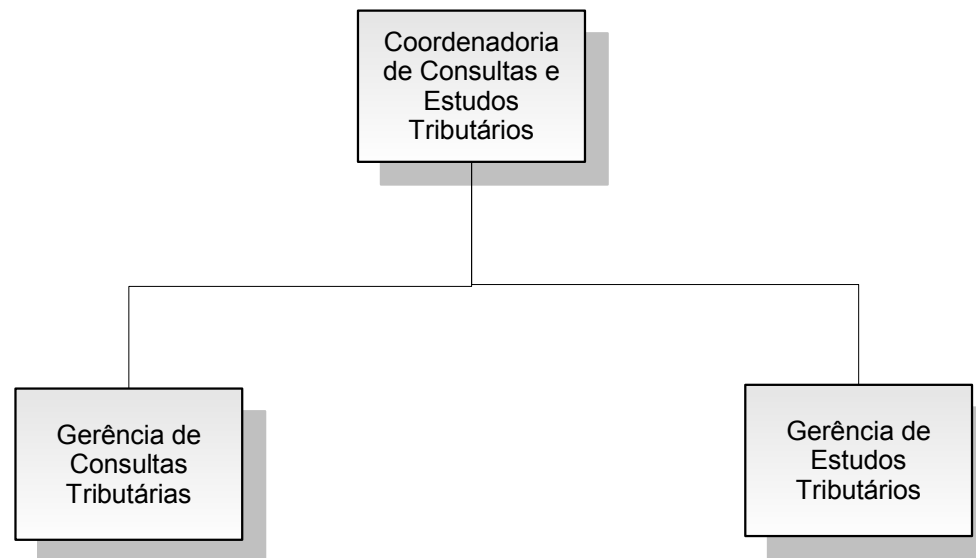 Coordenadoria
de Consultas e
Estudos
Tributários
Gerência de
Consultas
Tributárias
Gerência de
Estudos
Tributários